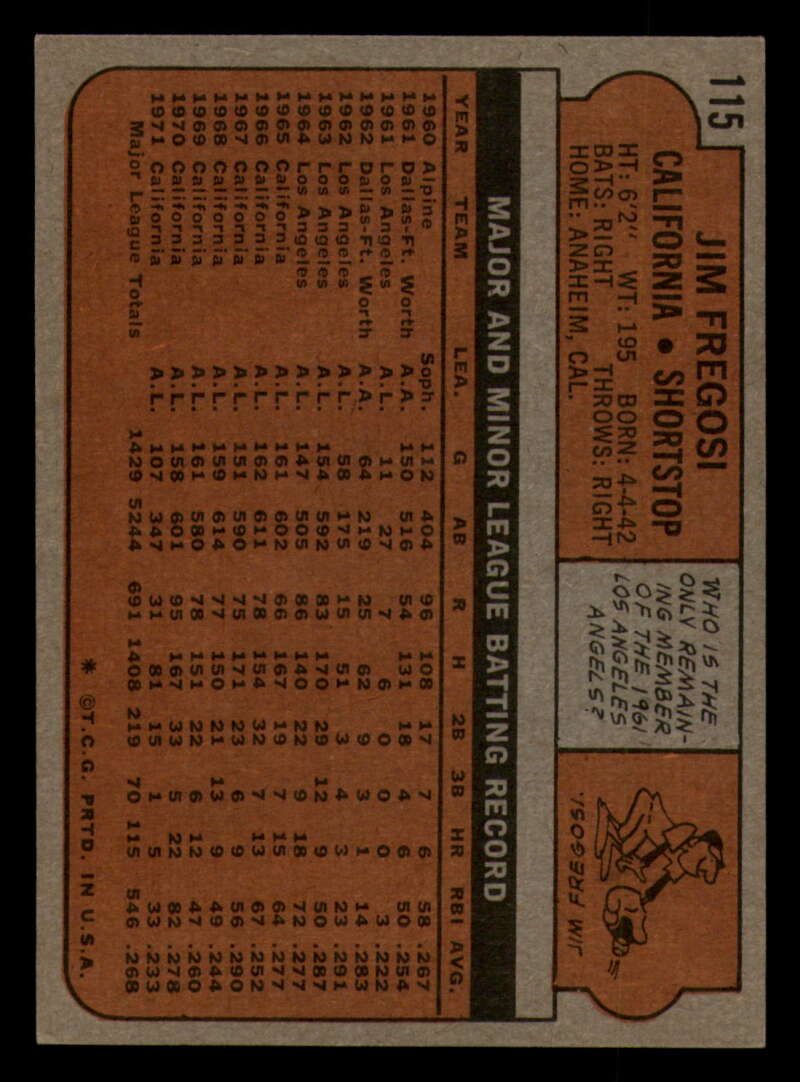 115
JIM FREGOSI
CALIFORNIA • SHORTSTOP
HT: 6'2" WT: 195 BORN: 4-4-42
BATS: RIGHT THROWS: RIGHT
HOME: ANAHEIM, CAL.
WHO IS THE
ONLY REMAIN-
ING MEMBER
OF THE 1961
LOS ANGELES
ANGELS?
JIM FREGOSI.
MAJOR AND MINOR LEAGUE BATTING RECORD
YEAR TEAM LEA. G AB R H 2B 3B HR RBI AVG.
1960 Alpine Soph. 112 404 96 108 17 7 6 58 .267
1961 Dallas-Ft. Worth A.A. 150 516 54 131 18 4 6 50 .254
1961 Los Angeles A.L. 11 27 7 6 0 0 0 3 .222
1962 Dallas-Ft. Worth A.A. 64 219 25 62 9 3 1 14 .283
1962 Los Angeles A.L. 58 175 15 51 3 4 3 23 .291
1963 Los Angeles A.L. 154 592 83 170 29 12 9 50 .287
1964 Los Angeles A.L. 147 505 86 140 22 9 18 72 .277
1965 California A.L. 161 602 66 167 19 7 15 64 .277
1966 California A.L. 162 611 78 154 32 7 13 67 .252
1967 California A.L. 151 590 75 171 23 6 9 56 .290
1968 California A.L. 159 614 77 150 21 13 9 49 .244
1969 California A.L. 161 580 78 151 22 6 12 47 .260
1970 California A.L. 158 601 95 167 33 5 22 82 .278
1971 California A.L. 107 347 31 81 15 1 5 33 .233
Major League Totals 1429 5244 691 1408 219 70 115 546 .268
* ©T.C.G. PRTD. IN U.S.A.